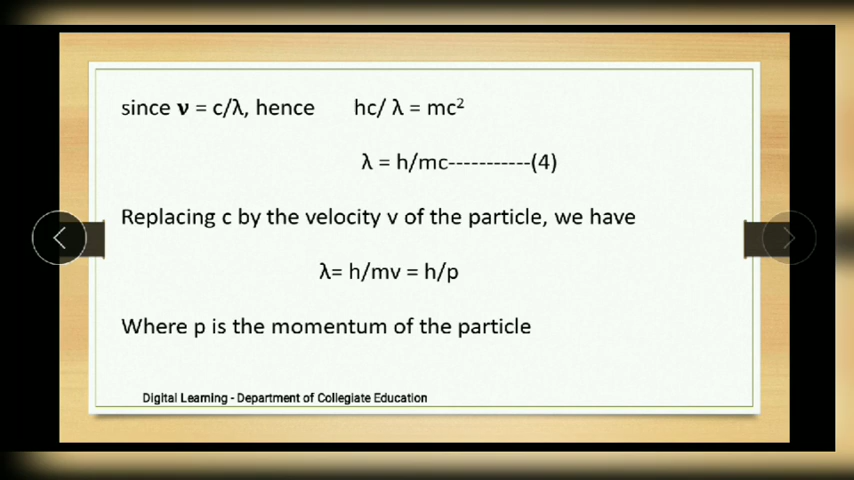 since ν = c/λ, hence hc/ λ = mc²
λ = h/mc-----------(4)
Replacing c by the velocity v of the particle, we have
λ= h/mv = h/p
Where p is the momentum of the particle
Digital Learning - Department of Collegiate Education